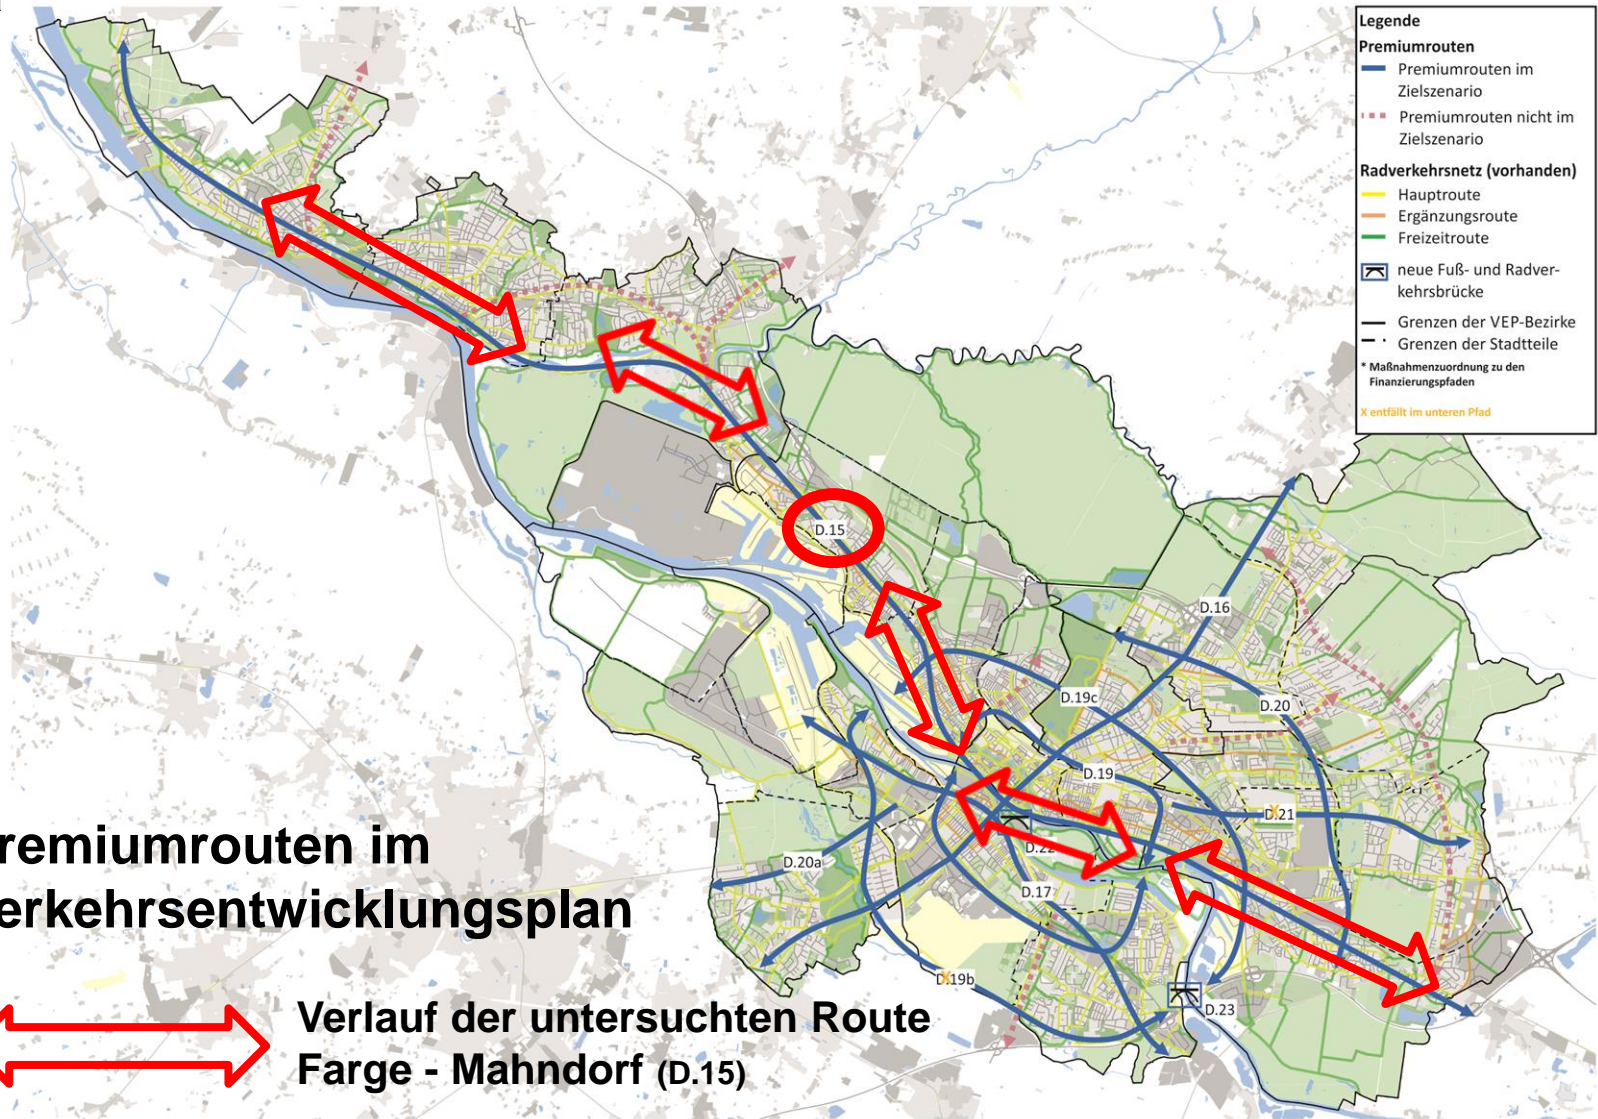 Legende
Premiumrouten
Premiumrouten im
Zielszenario
Premiumrouten nicht im
Zielszenario
Radverkehrsnetz (vorhanden)
Hauptroute
Ergänzungsroute
Freizeitroute
neue Fuß- und Radver-
kehrsbrücke
Grenzen der VEP-Bezirke
Grenzen der Stadtteile
* Maßnahmenzuordnung zu den
Finanzierungspfaden
X entfällt im unteren Pfad
D.15
D.16
D.19c
D.20
D.19
X
D.21
D.22
D.20a
D.17
X
D.19b
D.23
remiumrouten im
erkehrsentwicklungsplan
Verlauf der untersuchten Route
Farge - Mahndorf (D.15)